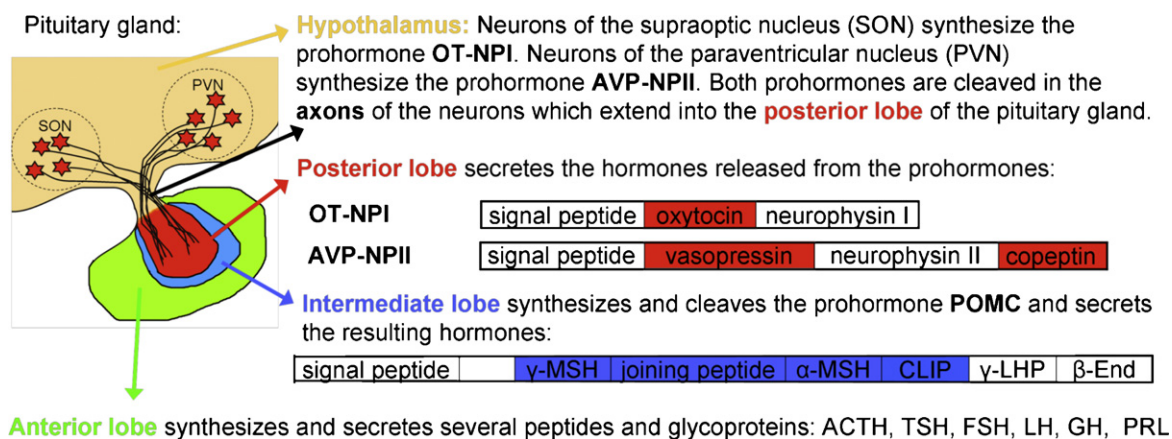 Pituitary gland:
Hypothalamus: Neurons of the supraoptic nucleus (SON) synthesize
the prohormone OT-NPI. Neurons of the paraventricular nucleus (PVN)
synthesize the prohormone AVP-NPII. Both prohormones are cleaved in the
axons of the neurons which extend into the posterior lobe of the pituitary gland.
PVN
SON
Posterior lobe secretes the hormones released from the prohormones:
OT-NPI signal peptide oxytocin neurophysin I
AVP-NPII signal peptide vasopressin neurophysin II copeptin
Intermediate lobe synthesizes and cleaves the prohormone POMC and secrets
the resulting hormones:
signal peptide γ-MSH joining peptide α-MSH CLIP γ-LHP β-End
Anterior lobe synthesizes and secretes several peptides and glycoproteins: ACTH, TSH, FSH, LH, GH, PRL